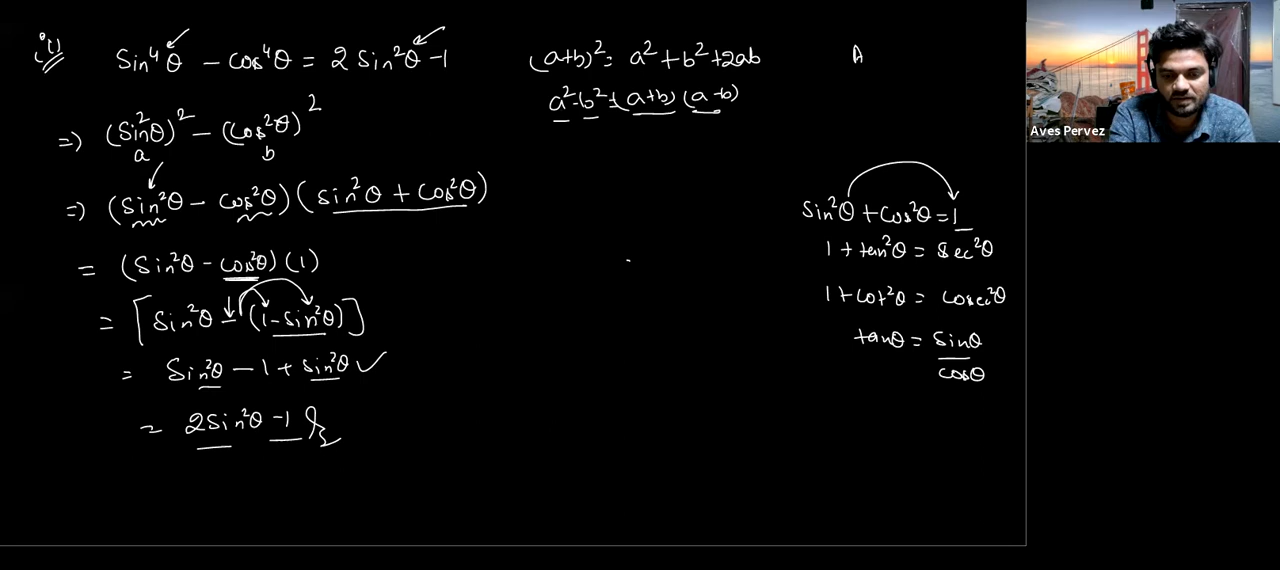 (i) Sin⁴θ − cos⁴θ = 2 Sin²θ − 1
⇒ (Sin²θ)² − (cos²θ)²
a b
⇒ (Sin²θ − cos²θ) (sin²θ + cos²θ)
= (Sin²θ − cos²θ) (1)
= [Sin²θ − (1 − sin²θ)]
= Sin²θ − 1 + sin²θ ✓
= 2Sin²θ − 1
(a+b)² = a² + b² + 2ab
a² − b² = (a+b) (a−b)
A
Sin²θ + cos²θ = 1
1 + tan²θ = sec²θ
1 + cot²θ = cosec²θ
tanθ = sinθ
cosθ
Aves Pervez